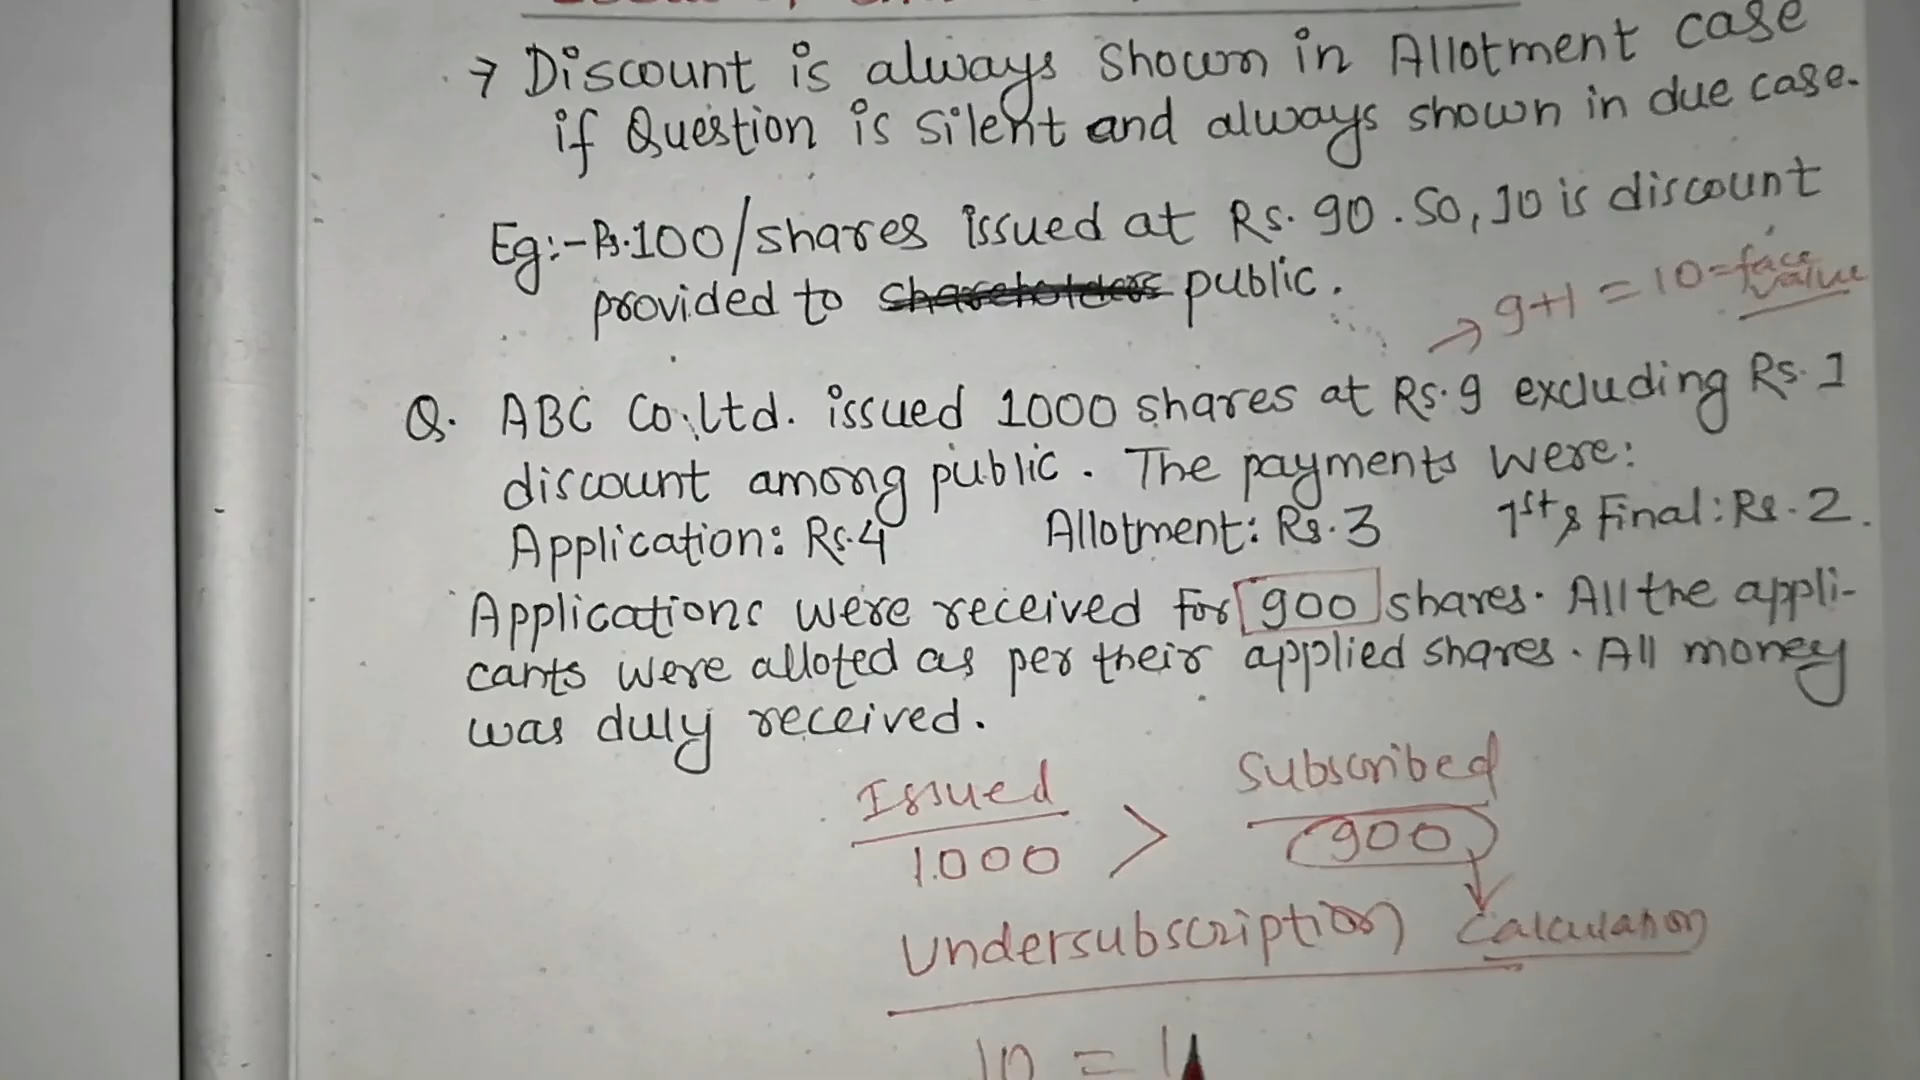 → Discount is always shown in Allotment case
if Question is silent and always shown in due case.
Eg:- Rs.100/shares issued at Rs. 90. So, 10 is discount
provided to shareholders public.
→ 9+1 = 10 = face value
Q. ABC Co. Ltd. issued 1000 shares at Rs. 9 excluding Rs. 1
discount among public. The payments were:
Application: Rs. 4 Allotment: Rs. 3 1st & Final: Rs. 2.
Applications were received for 900 shares. All the appli-
cants were alloted as per their applied shares. All money
was duly received.
Issued > Subscribed
1000 900
Undersubscription Calculation
10 =